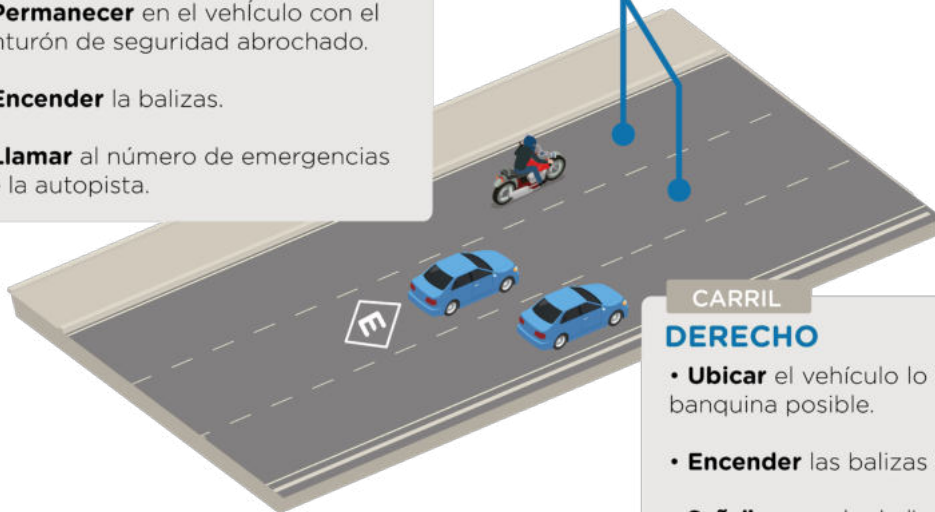 Permanecer en el vehículo con el
nturón de seguridad abrochado.
Encender la balizas.
Llamar al número de emergencias
la autopista.
E
CARRIL
DERECHO
• Ubicar el vehículo lo
banquina posible.
• Encender las balizas